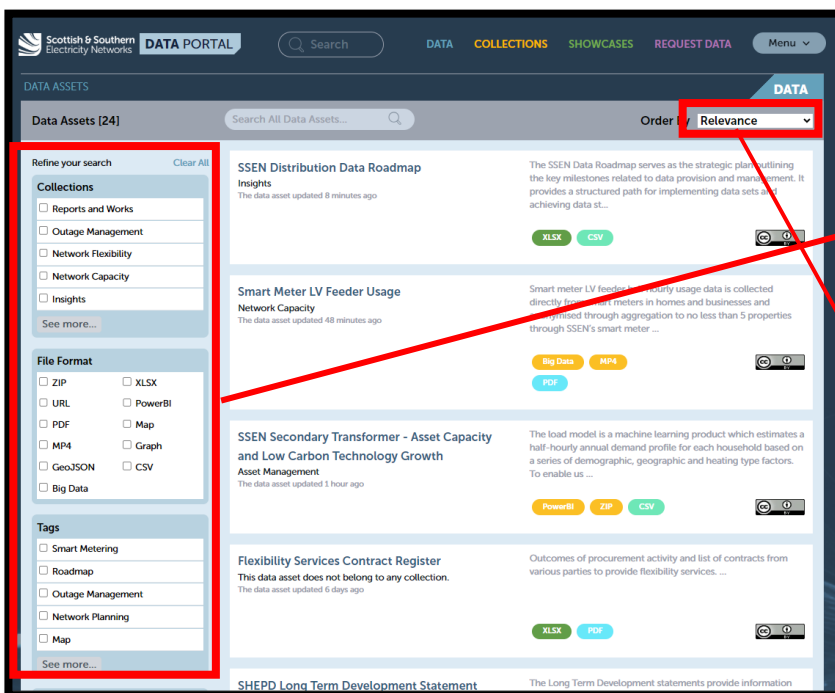 Scottish & Southern
Electricity Networks
DATA PORTAL
Search
DATA
COLLECTIONS
SHOWCASES
REQUEST DATA
Menu
DATA ASSETS
DATA
Data Assets [24]
Search All Data Assets...
Order By
Relevance
Refine your search
Clear All
Collections
Reports and Works
Outage Management
Network Flexibility
Network Capacity
Insights
See more...
File Format
ZIP
XLSX
URL
PowerBI
PDF
Map
MP4
Graph
GeoJSON
CSV
Big Data
Tags
Smart Metering
Roadmap
Outage Management
Network Planning
Map
See more...
SSEN Distribution Data Roadmap
Insights
The data asset updated 8 minutes ago
The SSEN Data Roadmap serves as the strategic plan outlining
the key milestones related to data provision and management. It
provides a structured path for implementing data sets and
achieving data st...
XLSX
CSV
cc
BY
Smart Meter LV Feeder Usage
Network Capacity
The data asset updated 48 minutes ago
Smart meter LV feeder half-hourly usage data is collected
directly from smart meters in homes and businesses and
anonymised through aggregation to no less than 5 properties
through SSEN's smart meter ...
Big Data
MP4
PDF
cc
BY
SSEN Secondary Transformer - Asset Capacity
and Low Carbon Technology Growth
Asset Management
The data asset updated 1 hour ago
The load model is a machine learning product which estimates a
half-hourly annual demand profile for each household based on
a series of demographic, geographic and heating type factors.
To enable us ...
PowerBI
ZIP
CSV
cc
BY
Flexibility Services Contract Register
This data asset does not belong to any collection.
The data asset updated 6 days ago
Outcomes of procurement activity and list of contracts from
various parties to provide flexibility services. ...
XLSX
PDF
cc
BY
SHEPD Long Term Development Statement
The Long Term Development statements provide information